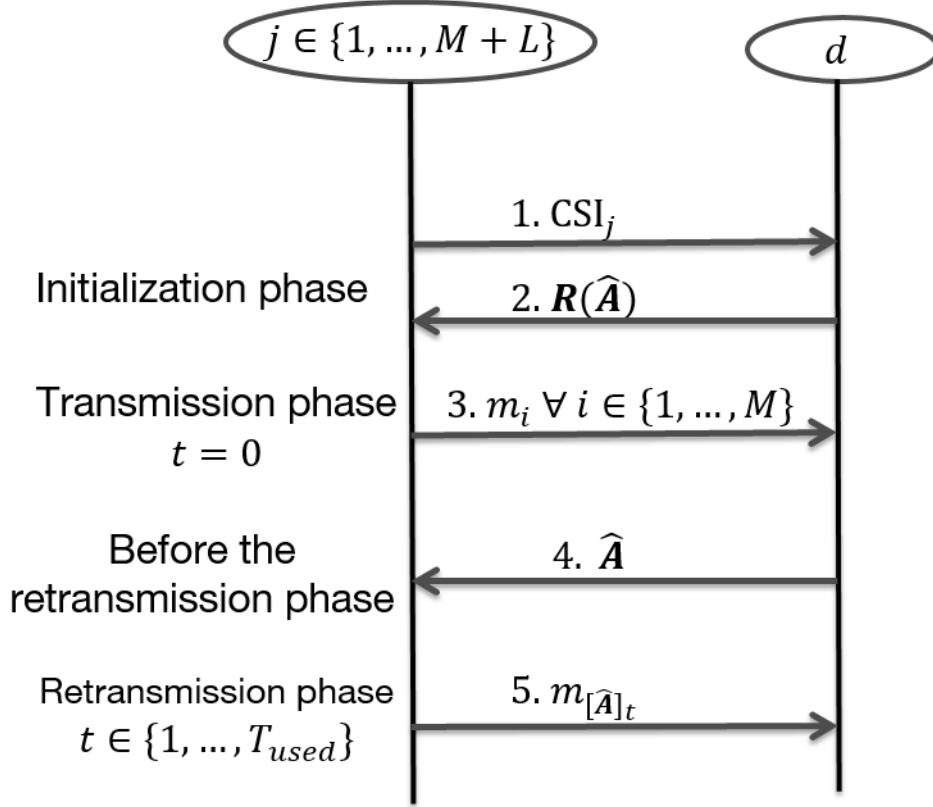 j ∈ {1, …, M + L}
d
1. CSI_j
Initialization phase
2. R(Â)
Transmission phase
t = 0
3. m_i ∀ i ∈ {1, …, M}
Before the
retransmission phase
4. Â
Retransmission phase
t ∈ {1, …, T_used}
5. m_{[Â]_t}